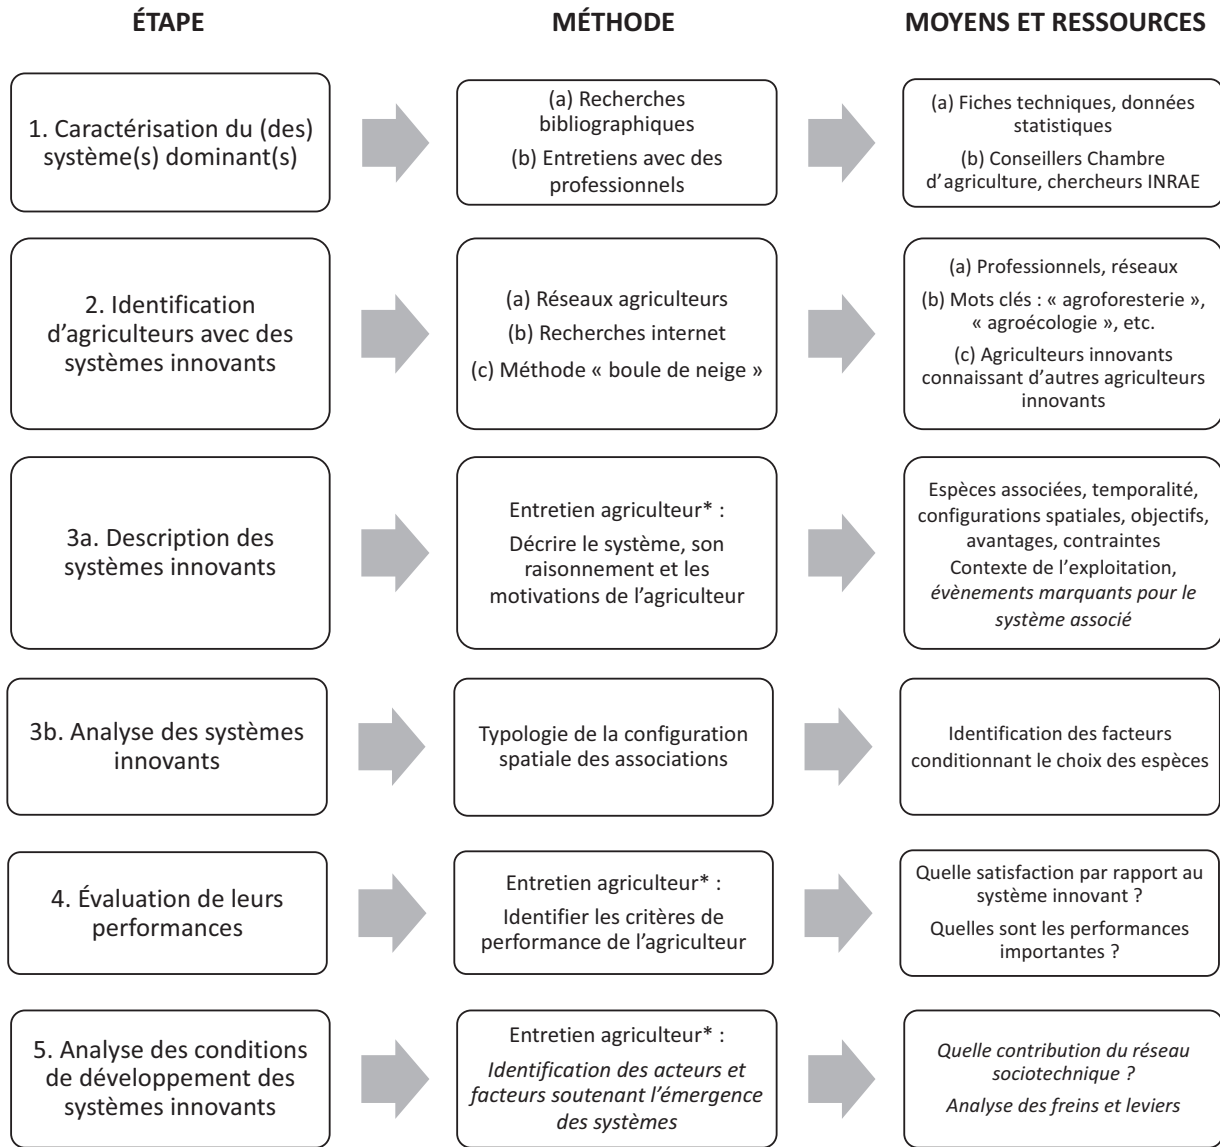 ÉTAPE
MÉTHODE
MOYENS ET RESSOURCES
1. Caractérisation du (des)
système(s) dominant(s)
(a) Recherches
bibliographiques
(b) Entretiens avec des
professionnels
(a) Fiches techniques, données
statistiques
(b) Conseillers Chambre
d’agriculture, chercheurs INRAE
2. Identification
d’agriculteurs avec des
systèmes innovants
(a) Réseaux agriculteurs
(b) Recherches internet
(c) Méthode « boule de neige »
(a) Professionnels, réseaux
(b) Mots clés : « agroforesterie »,
« agroécologie », etc.
(c) Agriculteurs innovants
connaissant d’autres agriculteurs
innovants
3a. Description des
systèmes innovants
Entretien agriculteur* :
Décrire le système, son
raisonnement et les
motivations de l’agriculteur
Espèces associées, temporalité,
configurations spatiales, objectifs,
avantages, contraintes
Contexte de l’exploitation,
évènements marquants pour le
système associé
3b. Analyse des systèmes
innovants
Typologie de la configuration
spatiale des associations
Identification des facteurs
conditionnant le choix des espèces
4. Évaluation de leurs
performances
Entretien agriculteur* :
Identifier les critères de
performance de l’agriculteur
Quelle satisfaction par rapport au
système innovant ?
Quelles sont les performances
importantes ?
5. Analyse des conditions
de développement des
systèmes innovants
Entretien agriculteur* :
Identification des acteurs et
facteurs soutenant l’émergence
des systèmes
Quelle contribution du réseau
sociotechnique ?
Analyse des freins et leviers